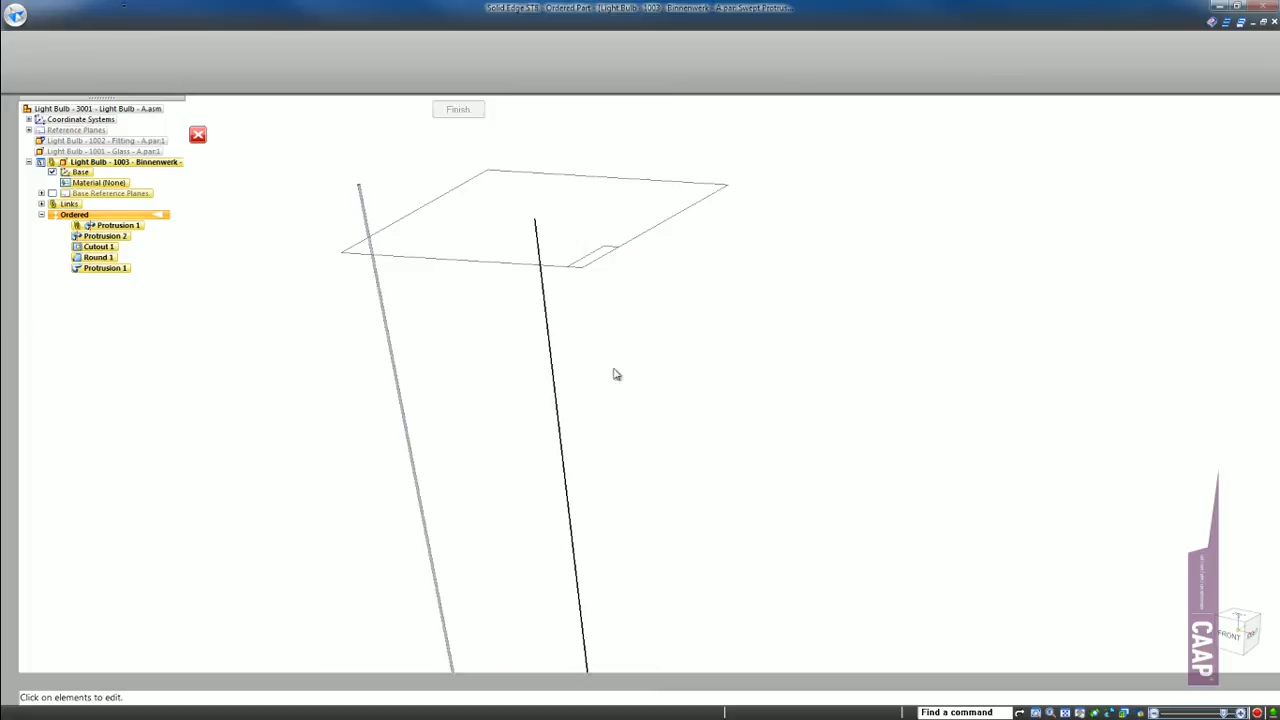 Solid Edge ST8 - Ordered Part - [Light Bulb - 1003 - Binnenwerk - A.par:Swept Protrus...
Finish
Light Bulb - 3001 - Light Bulb - A.asm
Coordinate Systems
Reference Planes
Light Bulb - 1002 - Fitting - A.par:1
Light Bulb - 1001 - Glass - A.par:1
Light Bulb - 1003 - Binnenwerk -
Base
Material (None)
Base Reference Planes
Links
Ordered
Protrusion 1
Protrusion 2
Cutout 1
Round 1
Protrusion 1
FRONT
CAAP
Click on elements to edit.
Find a command